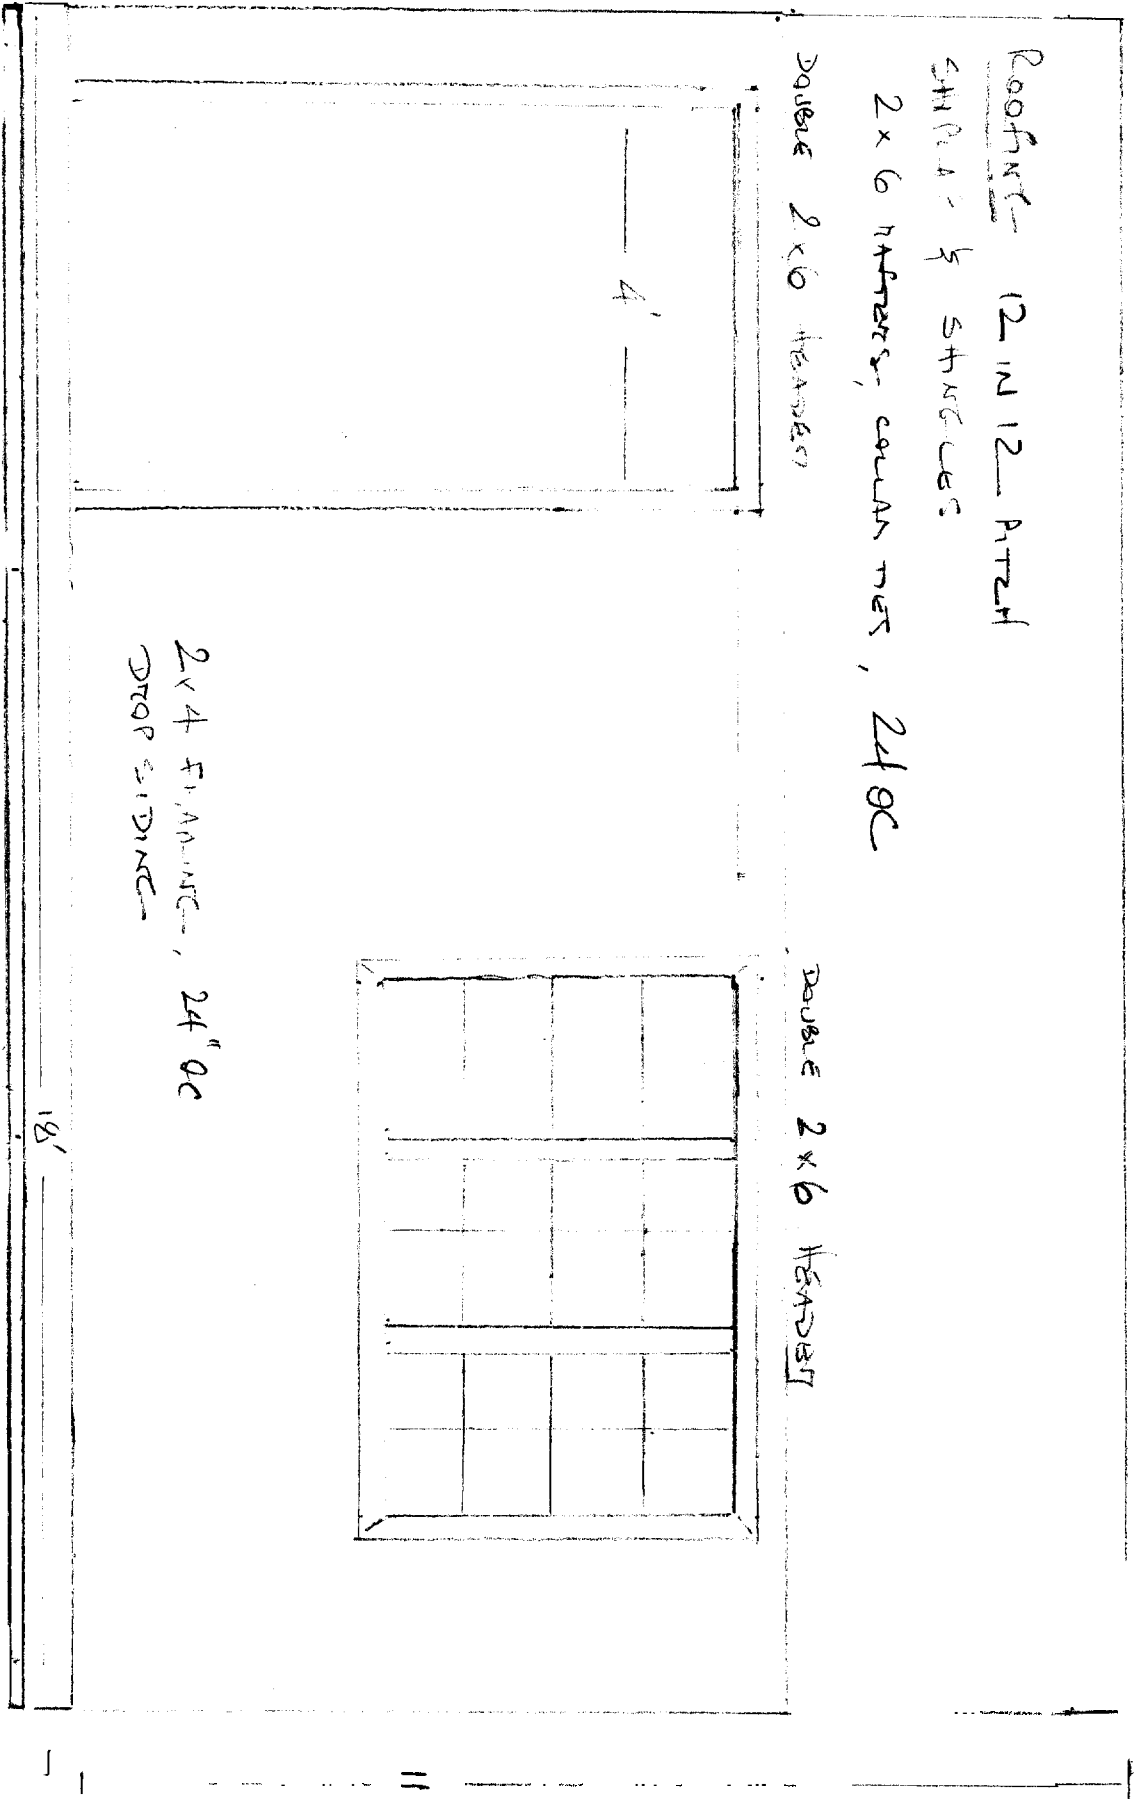 ROOFING 12 IN 12 PITCH
SHINGLES
2 x 6 RAFTERS, COLLAR TIES, 24 OC
DOUBLE 2 x 6 HEADER
DOUBLE 2 x 6 HEADER
4'
2 x 4 FRAMING, 24" OC
DROP SIDING
18'
11